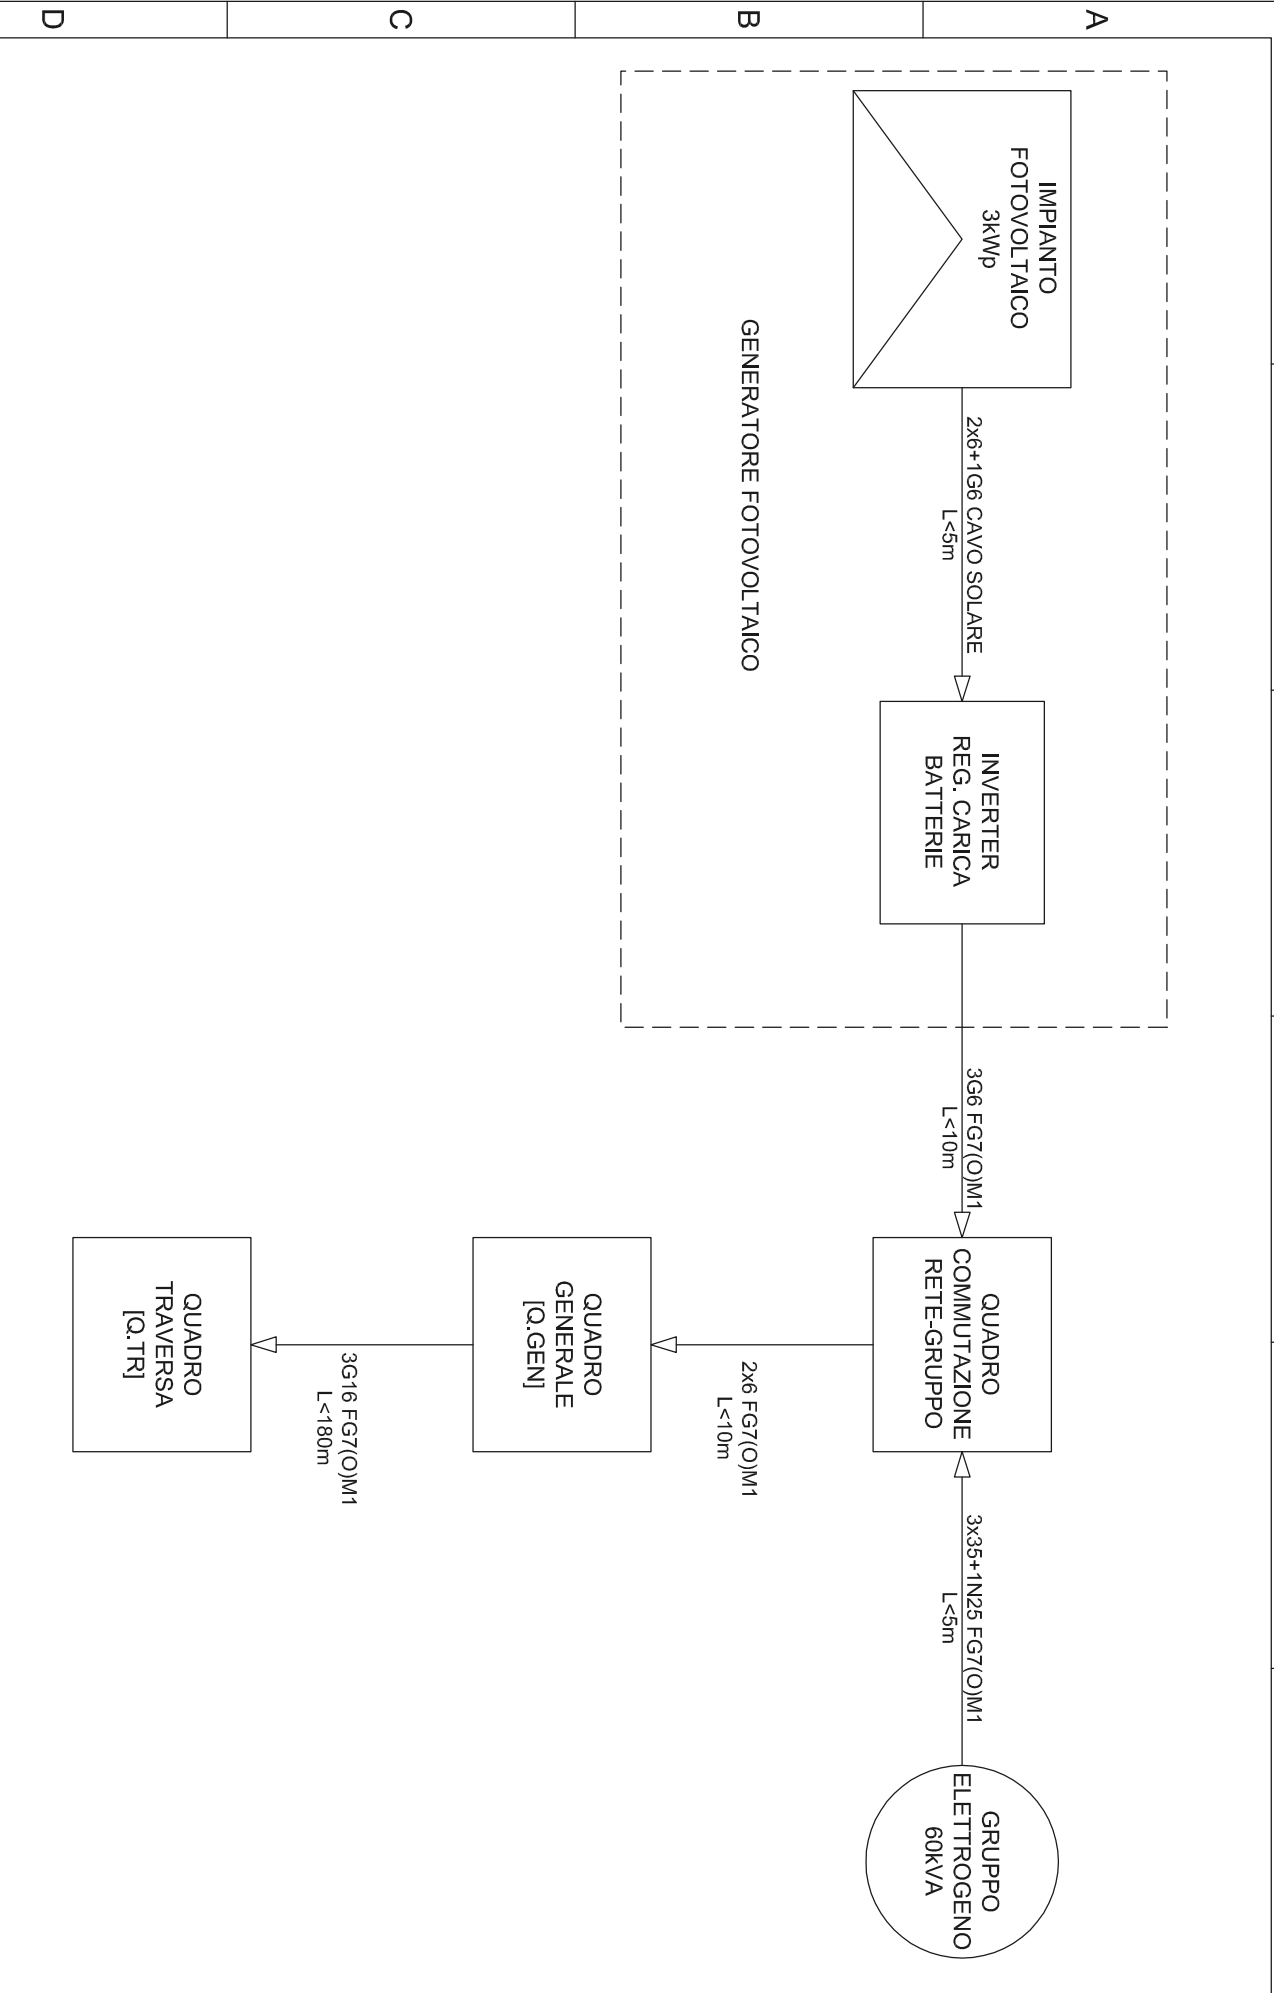 A
B
C
D
IMPIANTO
FOTOVOLTAICO
3kWp
2x6+1G6 CAVO SOLARE
L<5m
INVERTER
REG. CARICA
BATTERIE
GENERATORE FOTOVOLTAICO
3G6 FG7(O)M1
L<10m
QUADRO
COMMUTAZIONE
RETE-GRUPPO
3x35+1N25 FG7(O)M1
L<5m
GRUPPO
ELETTROGENO
60kVA
2x6 FG7(O)M1
L<10m
QUADRO
GENERALE
[Q.GEN]
3G16 FG7(O)M1
L<180m
QUADRO
TRAVERSA
[Q.TR]